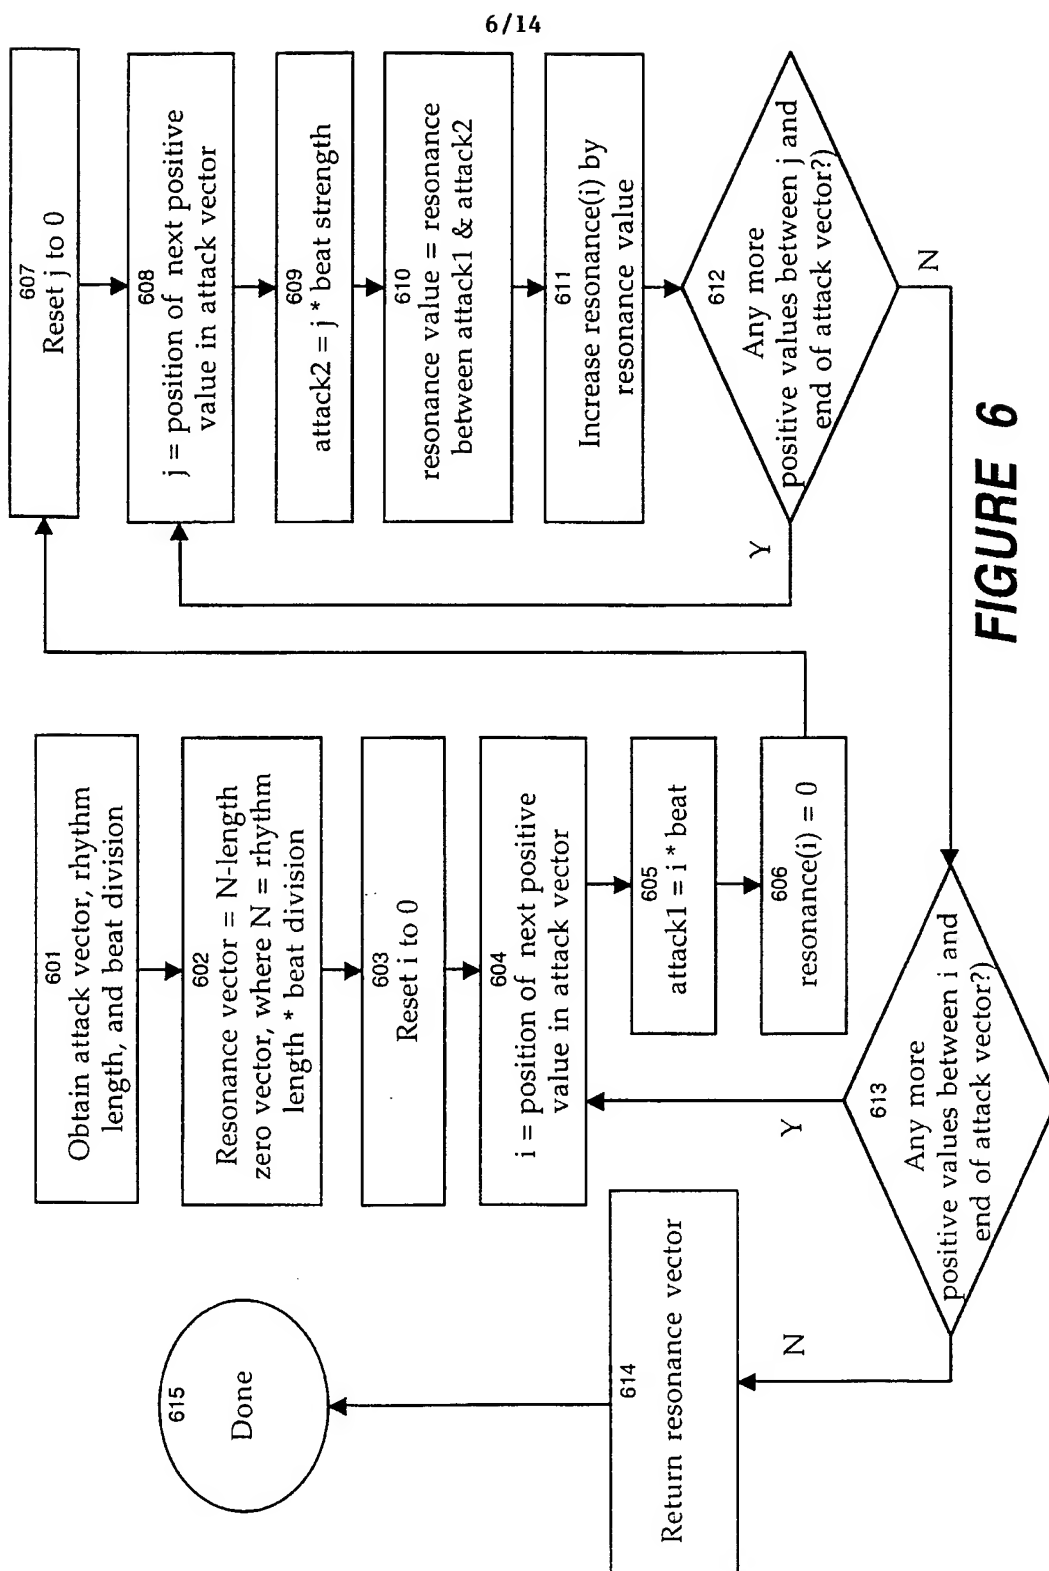 6/14
601
Obtain attack vector, rhythm
length, and beat division
602
Resonance vector = N-length
zero vector, where N = rhythm
length * beat division
603
Reset i to 0
604
i = position of next positive
value in attack vector
605
attack1 = i * beat
606
resonance(i) = 0
607
Reset j to 0
608
j = position of next positive
value in attack vector
609
attack2 = j * beat strength
610
resonance value = resonance
between attack1 & attack2
611
Increase resonance(i) by
resonance value
612
Any more
positive values between j and
end of attack vector?)
Y
N
613
Any more
positive values between i and
end of attack vector?)
Y
N
614
Return resonance vector
615
Done
FIGURE 6